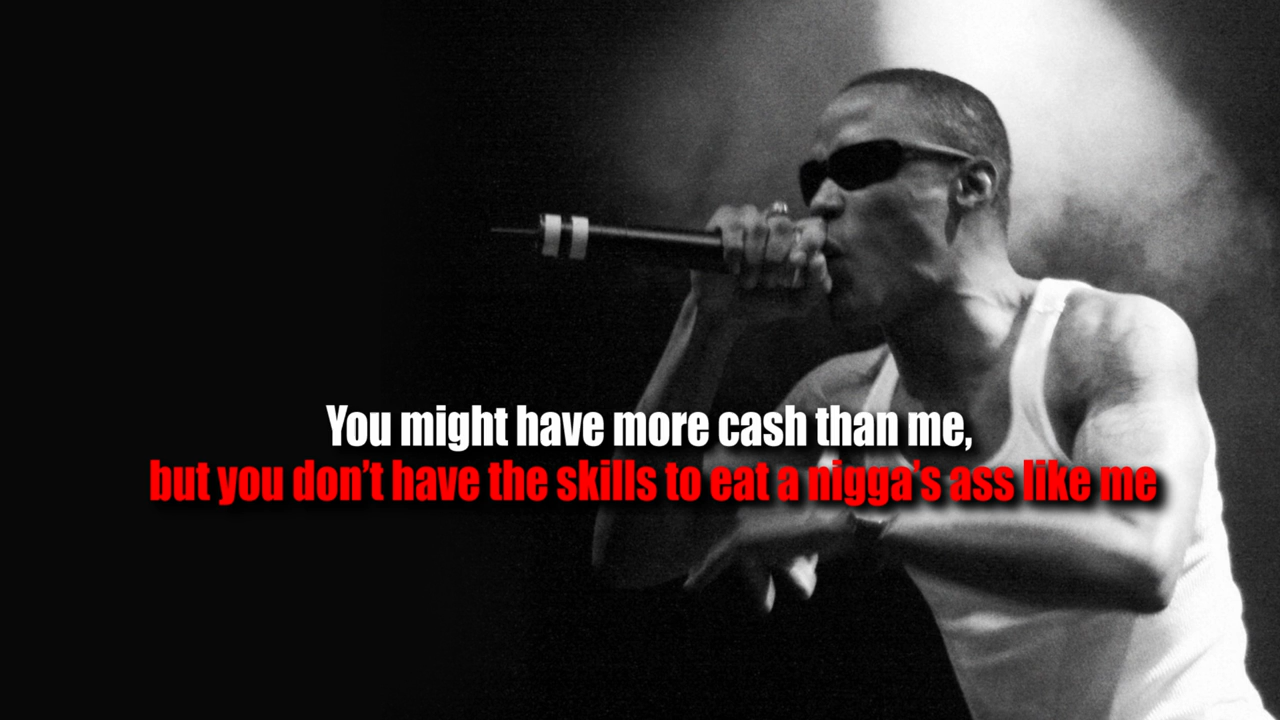 You might have more cash than me,
but you don’t have the skills to eat a nigga’s ass like me